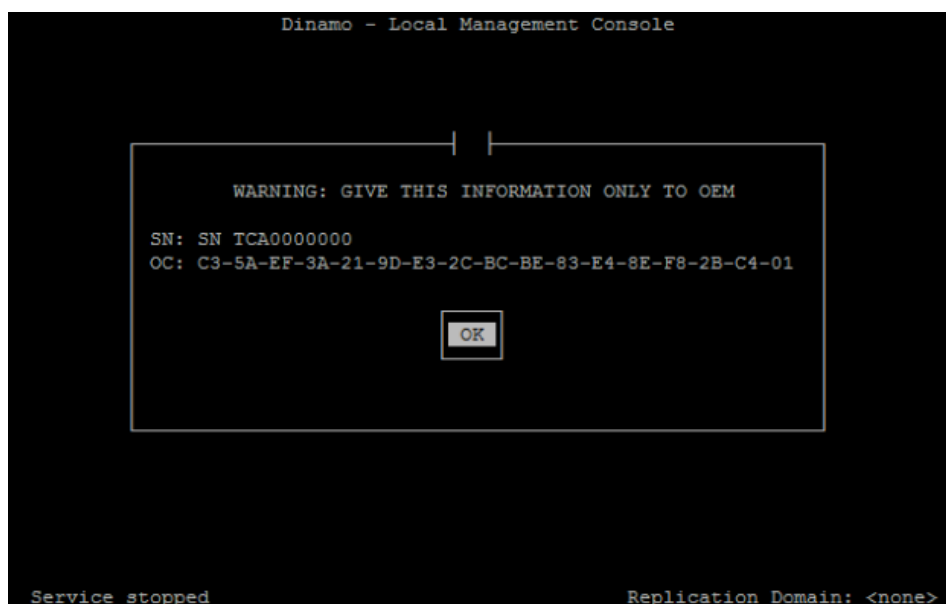 Dinamo - Local Management Console
WARNING: GIVE THIS INFORMATION ONLY TO OEM
SN: SN TCA0000000
OC: C3-5A-EF-3A-21-9D-E3-2C-BC-BE-83-E4-8E-F8-2B-C4-01
OK
Service stopped Replication Domain: <none>